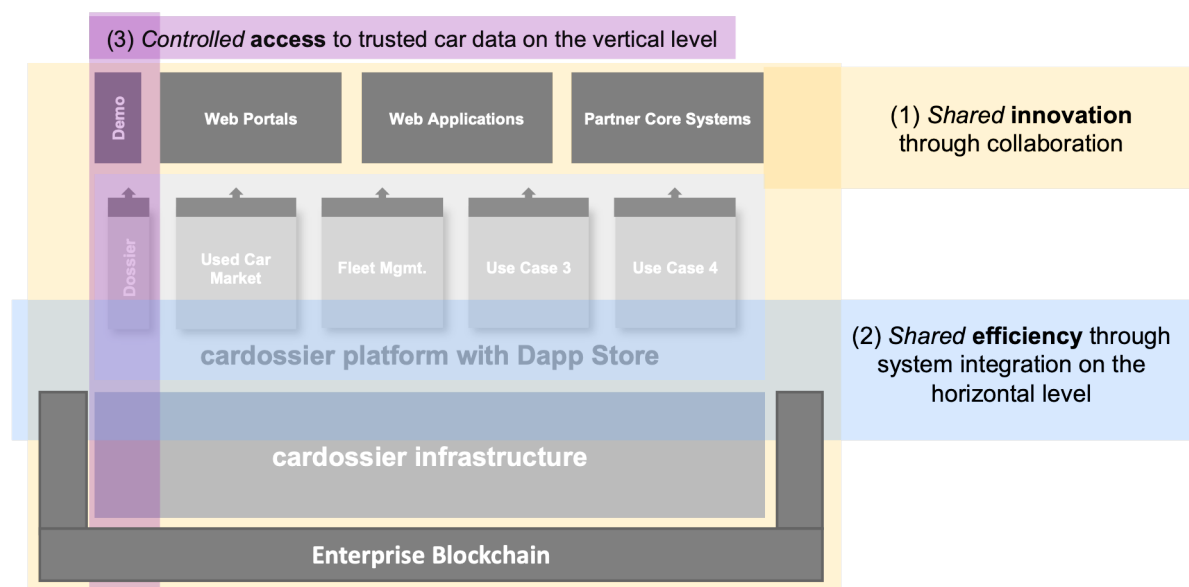 (3) Controlled access to trusted car data on the vertical level
Demo
Web Portals
Web Applications
Partner Core Systems
(1) Shared innovation
through collaboration
Dossier
Used Car
Market
Fleet Mgmt.
Use Case 3
Use Case 4
(2) Shared efficiency through
system integration on the
horizontal level
cardossier platform with Dapp Store
cardossier infrastructure
Enterprise Blockchain